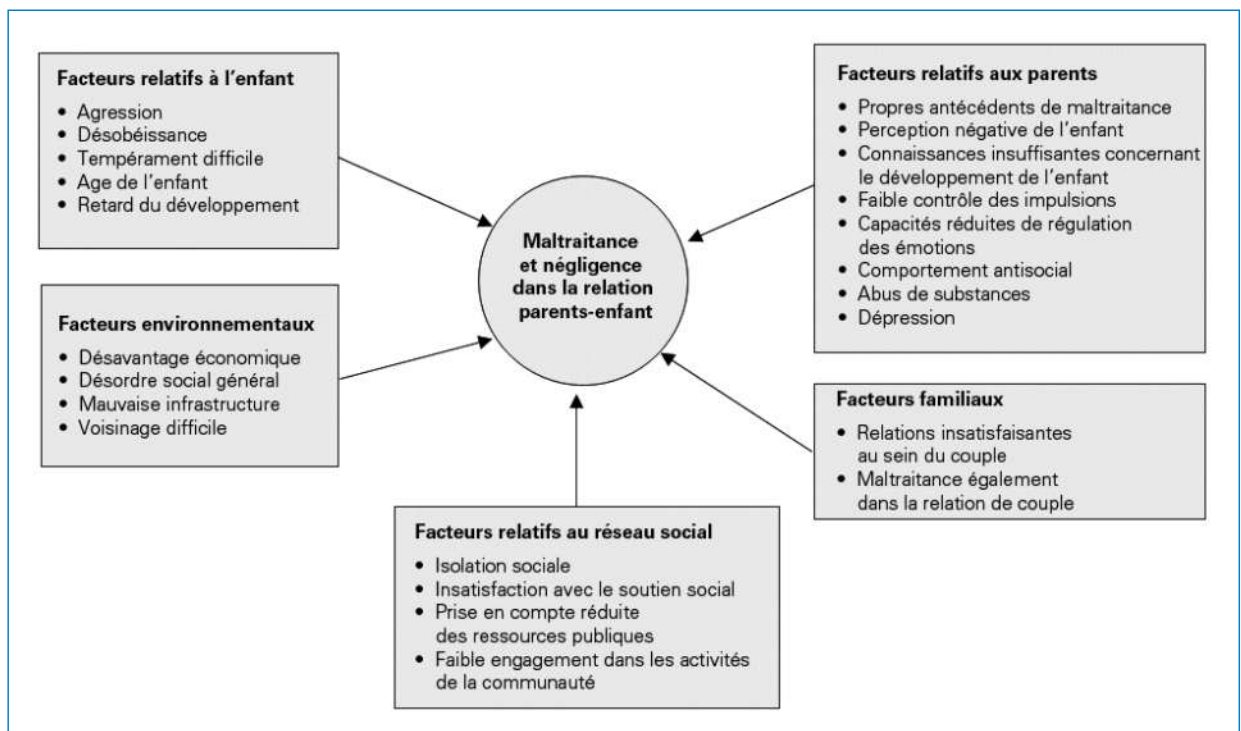 Facteurs relatifs à l'enfant
• Agression
• Désobéissance
• Tempérament difficile
• Age de l'enfant
• Retard du développement
Facteurs environnementaux
• Désavantage économique
• Désordre social général
• Mauvaise infrastructure
• Voisinage difficile
Maltraitance
et négligence
dans la relation
parents-enfant
Facteurs relatifs au réseau social
• Isolation sociale
• Insatisfaction avec le soutien social
• Prise en compte réduite
des ressources publiques
• Faible engagement dans les activités
de la communauté
Facteurs relatifs aux parents
• Propres antécédents de maltraitance
• Perception négative de l'enfant
• Connaissances insuffisantes concernant
le développement de l'enfant
• Faible contrôle des impulsions
• Capacités réduites de régulation
des émotions
• Comportement antisocial
• Abus de substances
• Dépression
Facteurs familiaux
• Relations insatisfaisantes
au sein du couple
• Maltraitance également
dans la relation de couple